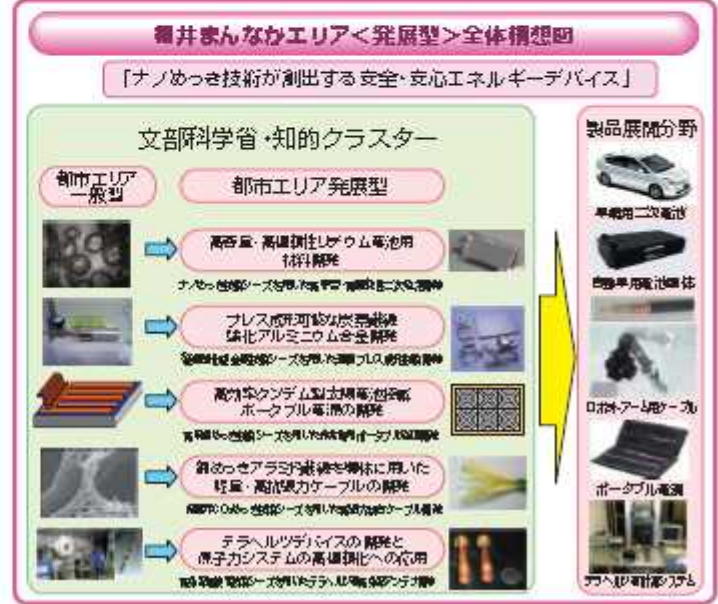 福井まんなかエリア＜発展型＞全体構想図
「ナノめっき技術が創出する安全・安心エネルギーデバイス」
文部科学省・知的クラスター
都市エリア
一般型
都市エリア発展型
高容量・高信頼性リチウム電池用
材料開発
プレス成形可能な炭素繊維
強化アルミニウム合金開発
高効率タンデム型太陽電池搭載
ポータブル電源の開発
銅めっきアラミド繊維を導体に用いた
軽量・高抗張力ケーブルの開発
テラヘルツデバイスの開発と
原子力システムの高信頼化への応用
製品展開分野
車載用二次電池
自動車用電池筐体
ロボットアーム用ケーブル
ポータブル電源
テラヘルツ波計測システム